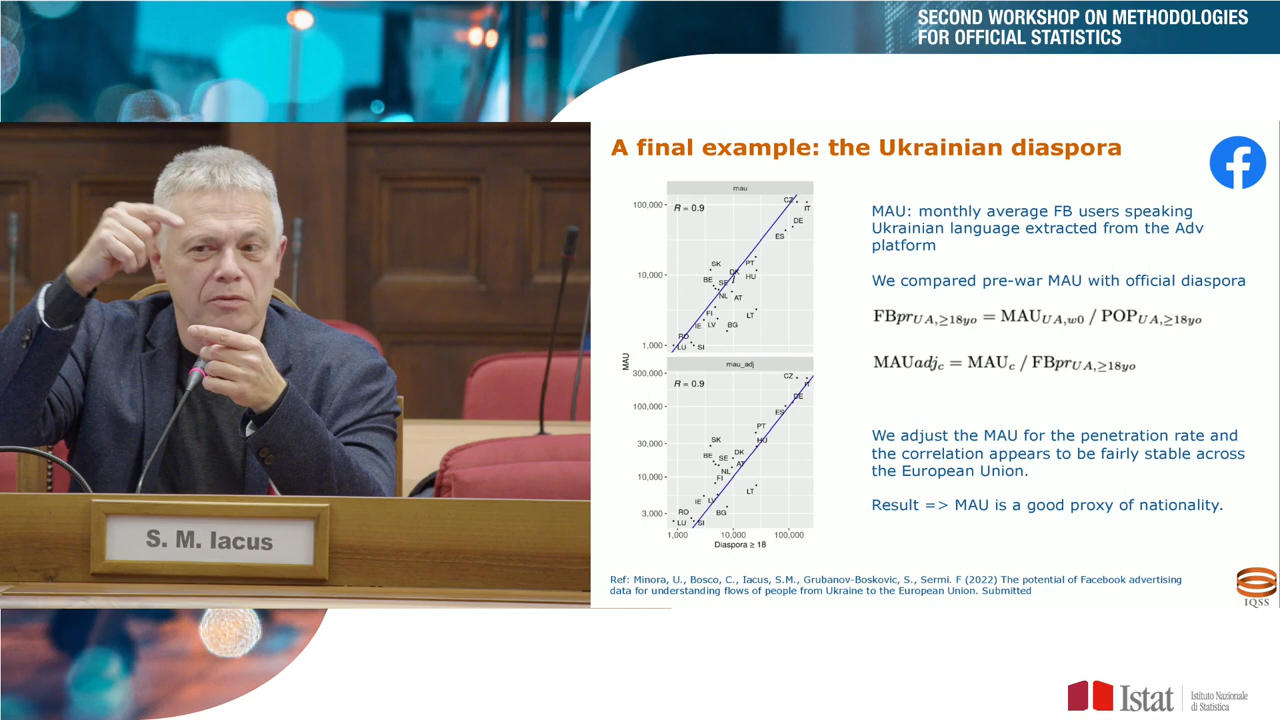 SECOND WORKSHOP ON METHODOLOGIES
FOR OFFICIAL STATISTICS
A final example: the Ukrainian diaspora
mau
R = 0.9
100,000
10,000
1,000
CZ
IT
DE
ES
SK
PT
DK
HU
BE
SE
NL
AT
FI
LT
IE
LV
BG
RO
LU
SI
MAU
mau_adj
R = 0.9
300,000
100,000
30,000
10,000
3,000
CZ
IT
DE
ES
PT
SK
HU
DK
BE
SE
AT
NL
FI
LT
IE
LV
RO
BG
LU
SI
1,000
10,000
100,000
Diaspora ≥ 18
MAU: monthly average FB users speaking
Ukrainian language extracted from the Adv
platform
We compared pre-war MAU with official diaspora
FBpr_{UA,≥18yo} = MAU_{UA,w0} / POP_{UA,≥18yo}
MAUadj_c = MAU_c / FBpr_{UA,≥18yo}
We adjust the MAU for the penetration rate and
the correlation appears to be fairly stable across
the European Union.
Result => MAU is a good proxy of nationality.
Ref: Minora, U., Bosco, C., Iacus, S.M., Grubanov-Boskovic, S., Sermi. F (2022) The potential of Facebook advertising
data for understanding flows of people from Ukraine to the European Union. Submitted
IQSS
S. M. Iacus
Istat
Istituto Nazionale
di Statistica